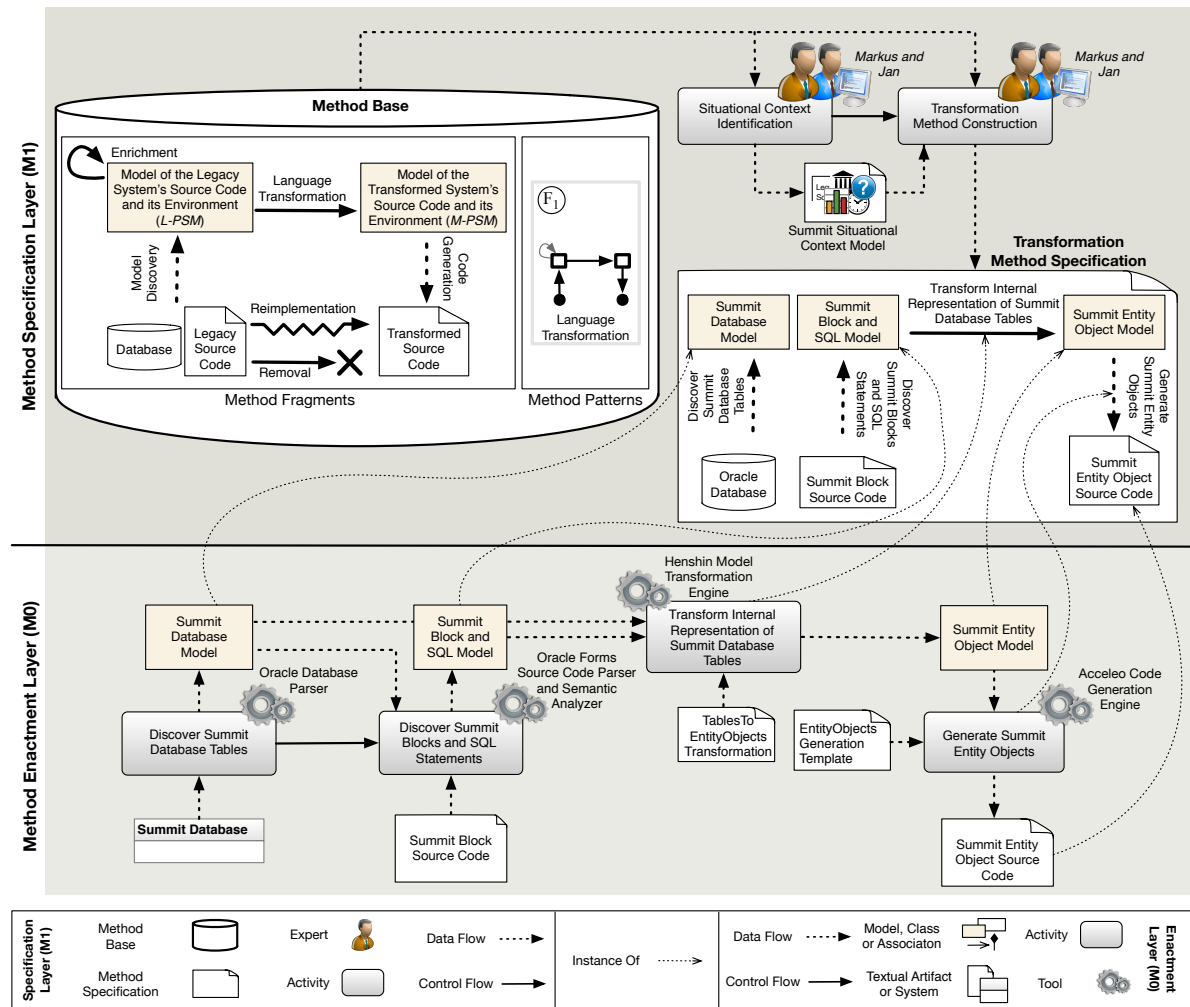 Method Specification Layer (M1)
Method Base
Enrichment
Model of the Legacy
System's Source Code
and its Environment
(L-PSM)
Language
Transformation
Model of the
Transformed System's
Source Code and its
Environment (M-PSM)
Model
Discovery
Code
Generation
Database
Legacy
Source
Code
Reimplementation
Removal
Transformed
Source
Code
Method Fragments
F1
Language
Transformation
Method Patterns
Markus and
Jan
Markus and
Jan
Situational Context
Identification
Transformation
Method Construction
Summit Situational
Context Model
Transformation
Method Specification
Summit
Database
Model
Summit
Block and
SQL Model
Transform Internal
Representation of Summit
Database Tables
Summit Entity
Object Model
Discover
Summit
Database
Tables
Discover
Summit Blocks
and SQL
Statements
Generate
Summit Entity
Objects
Oracle
Database
Summit Block
Source Code
Summit
Entity Object
Source Code
Method Enactment Layer (M0)
Summit
Database
Model
Oracle Database
Parser
Discover Summit
Database Tables
Summit Database
Summit
Block and
SQL Model
Oracle Forms
Source Code Parser
and Semantic
Analyzer
Discover Summit
Blocks and SQL
Statements
Summit Block
Source Code
Henshin Model
Transformation
Engine
Transform Internal
Representation of
Summit Database
Tables
TablesTo
EntityObjects
Transformation
EntityObjects
Generation
Template
Summit Entity
Object Model
Acceleo Code
Generation
Engine
Generate Summit
Entity Objects
Summit Entity
Object Source
Code
Specification
Layer (M1)
Method
Base
Expert
Data Flow
Method
Specification
Activity
Control Flow
Instance Of
Data Flow
Model, Class
or Associaton
Activity
Control Flow
Textual Artifact
or System
Tool
Enactment
Layer (M0)